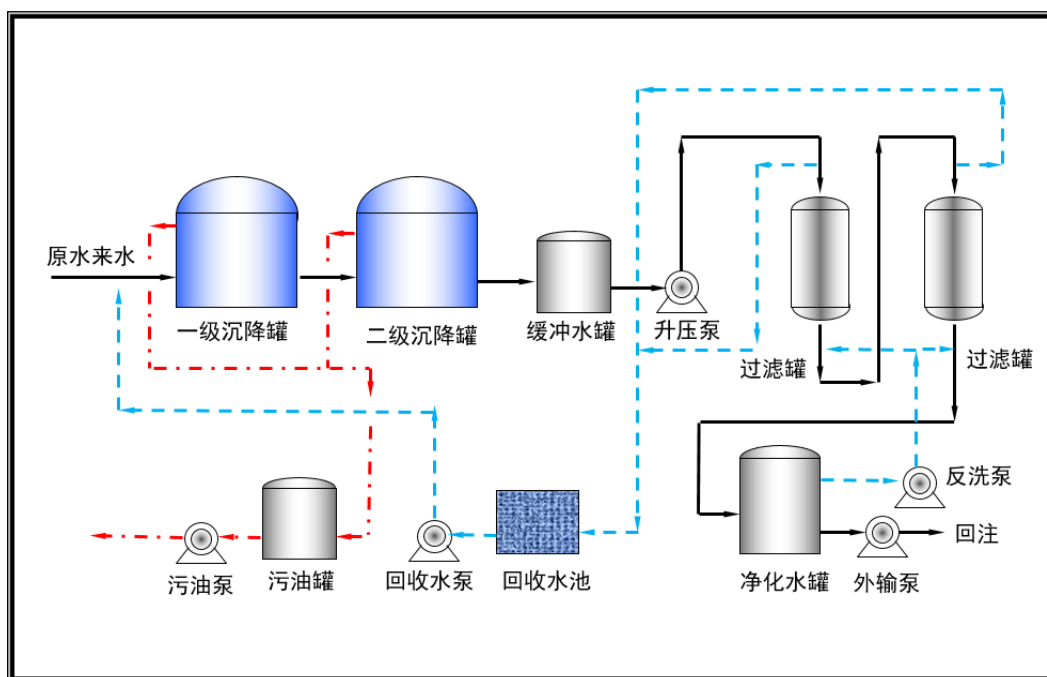 原水来水
一级沉降罐
二级沉降罐
缓冲水罐
升压泵
过滤罐
过滤罐
反洗泵
回注
污油泵
污油罐
回收水泵
回收水池
净化水罐
外输泵